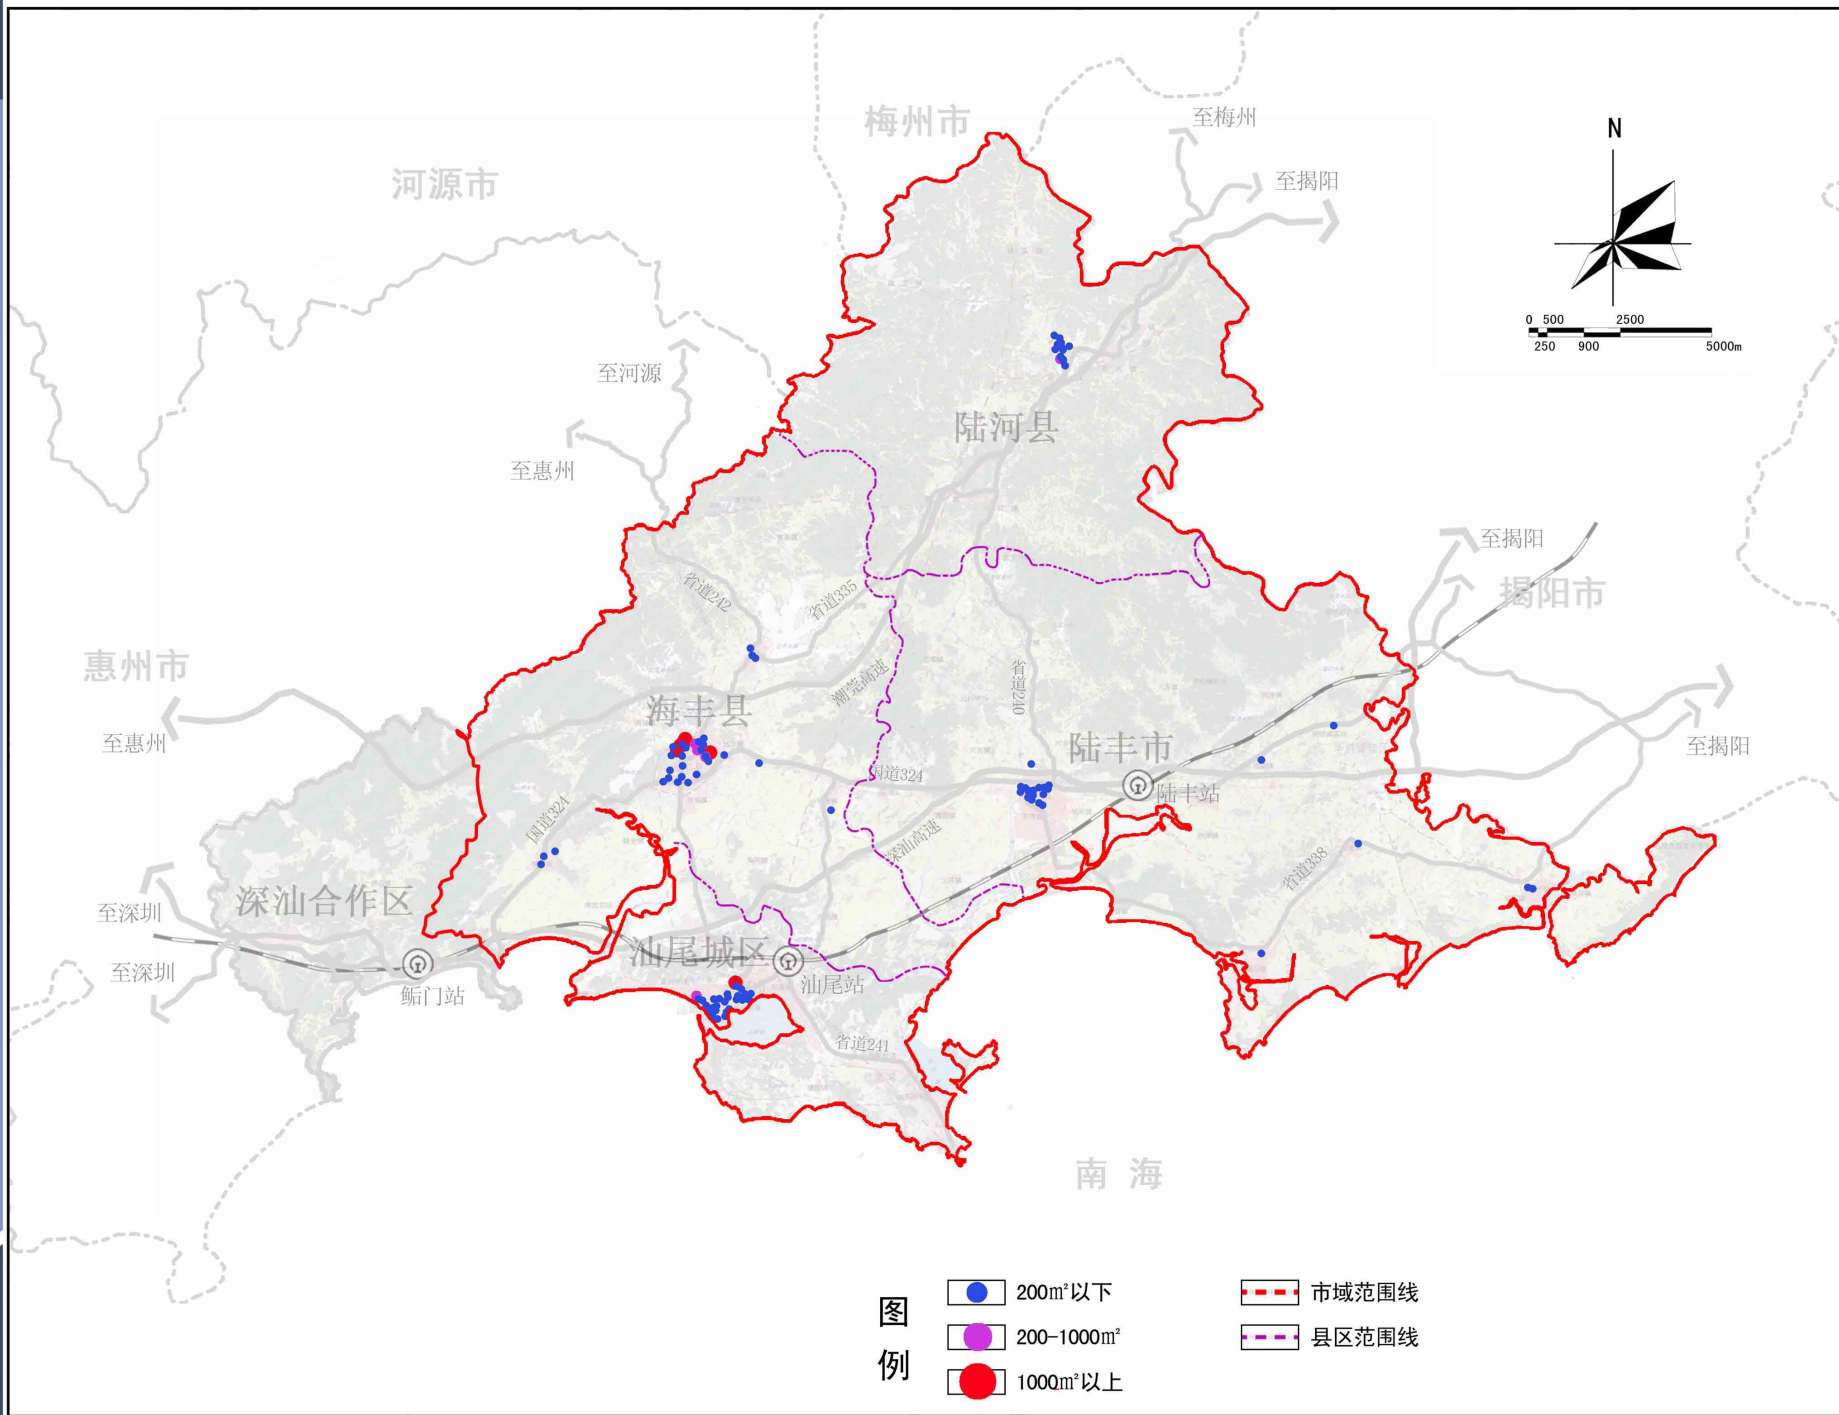 梅州市
至梅州
N
河源市
至揭阳
0 500 2500
250 900 5000m
至河源
陆河县
至惠州
至揭阳
揭阳市
省道242
省道335
惠州市
潮莞高速
省道240
海丰县
至惠州
陆丰市
至揭阳
国道324
陆丰站
国道324
深汕高速
省道338
深汕合作区
至深圳
汕尾城区
至深圳
鲘门站
汕尾站
省道241
南海
图例
200㎡以下
市域范围线
200-1000㎡
县区范围线
1000㎡以上